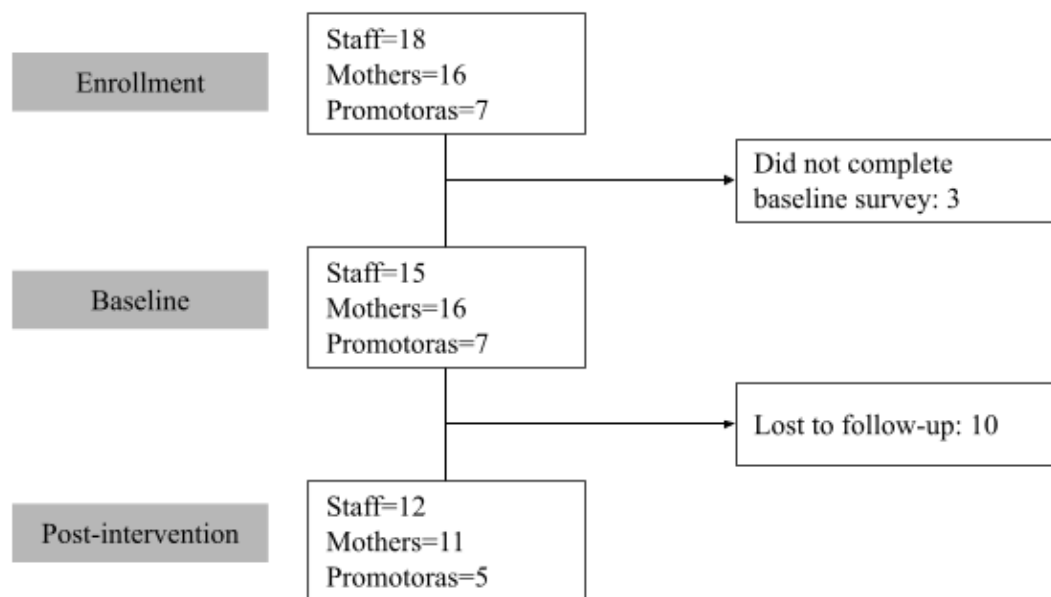 Enrollment
Staff=18
Mothers=16
Promotoras=7
Did not complete
baseline survey: 3
Baseline
Staff=15
Mothers=16
Promotoras=7
Lost to follow-up: 10
Post-intervention
Staff=12
Mothers=11
Promotoras=5